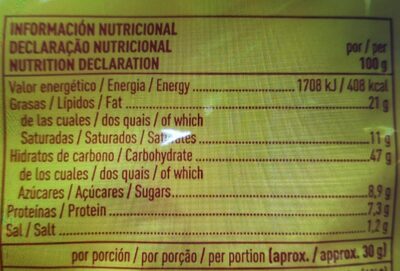 INFORMACIÓN NUTRICIONAL
DECLARAÇÃO NUTRICIONAL por / per
NUTRITION DECLARATION 100 g
Valor energético / Energia / Energy ............ 1708 kJ / 408 kcal
Grasas / Lípidos / Fat ............ 21 g
de las cuales / dos quais / of which
Saturadas / Saturados / Saturates ............ 11 g
Hidratos de carbono / Carbohydrate ............ 47 g
de los cuales / dos quais / of which
Azúcares / Açúcares / Sugars ............ 8,9 g
Proteínas / Protein ............ 7,3 g
Sal / Salt ............ 1,2 g
por porción / por porção / per portion (aprox. / approx. 30 g)